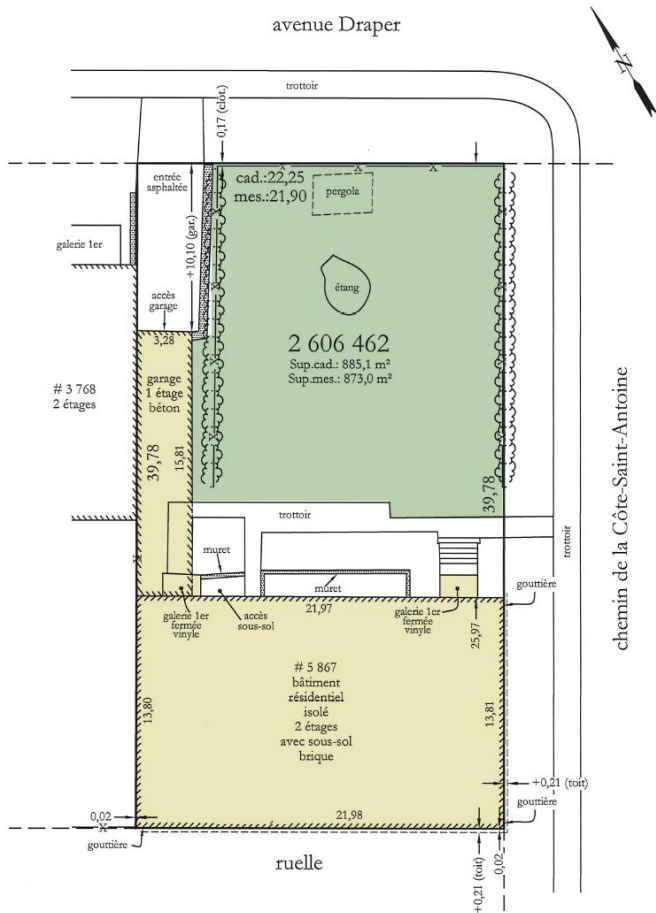 avenue Draper
N
trottoir
0,17 (clôt.)
entrée
asphaltée
cad.:22,25
mes.:21,90
pergola
+10,10 (gar.)
galerie 1er
étang
accès
garage
3,28
2 606 462
Sup.cad.: 885,1 m²
Sup.mes.: 873,0 m²
garage
1 étage
béton
# 3 768
2 étages
39,78
15,81
39,78
chemin de la Côte-Saint-Antoine
trottoir
trottoir
muret
muret
gouttière
galerie 1er
fermée
vinyle
accès
sous-sol
21,97
galerie 1er
fermée
vinyle
25,97
# 5 867
bâtiment
résidentiel
isolé
2 étages
avec sous-sol
brique
13,80
13,81
+0,21 (toit)
gouttière
0,02
21,98
gouttière
ruelle
+0,21 (toit)
0,02